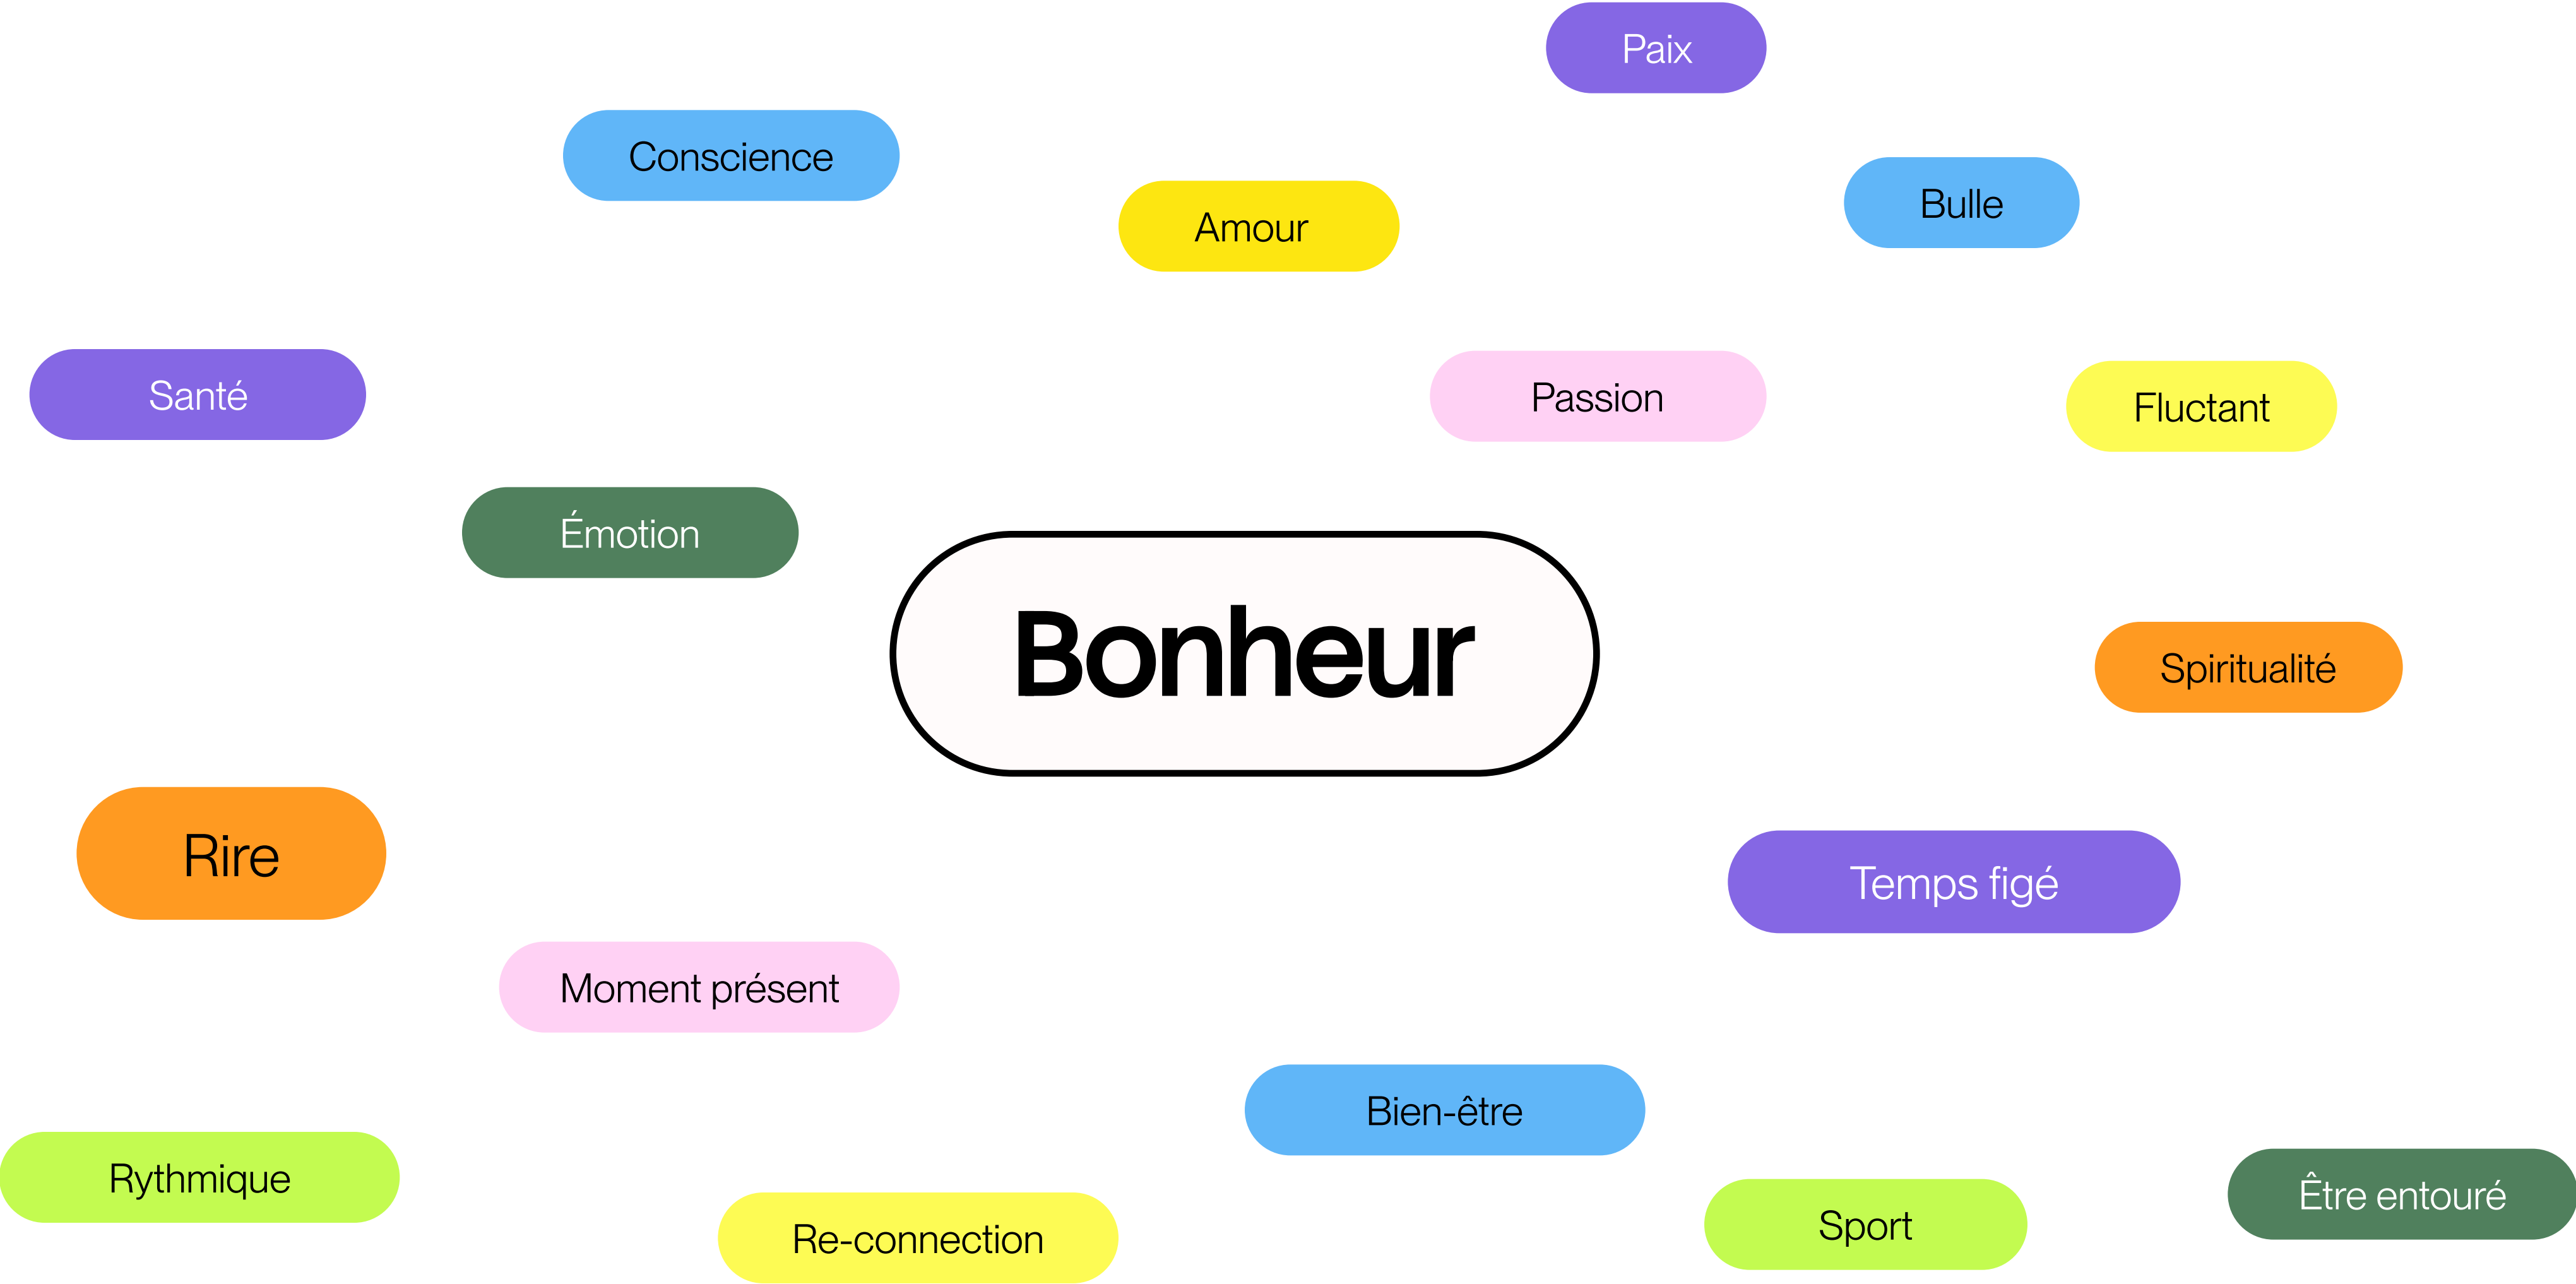 Paix
Conscience
Bulle
Amour
Santé
Passion
Fluctant
Émotion
Bonheur
Spiritualité
Rire
Temps figé
Moment présent
Bien-être
Rythmique
Être entouré
Sport
Re-connection